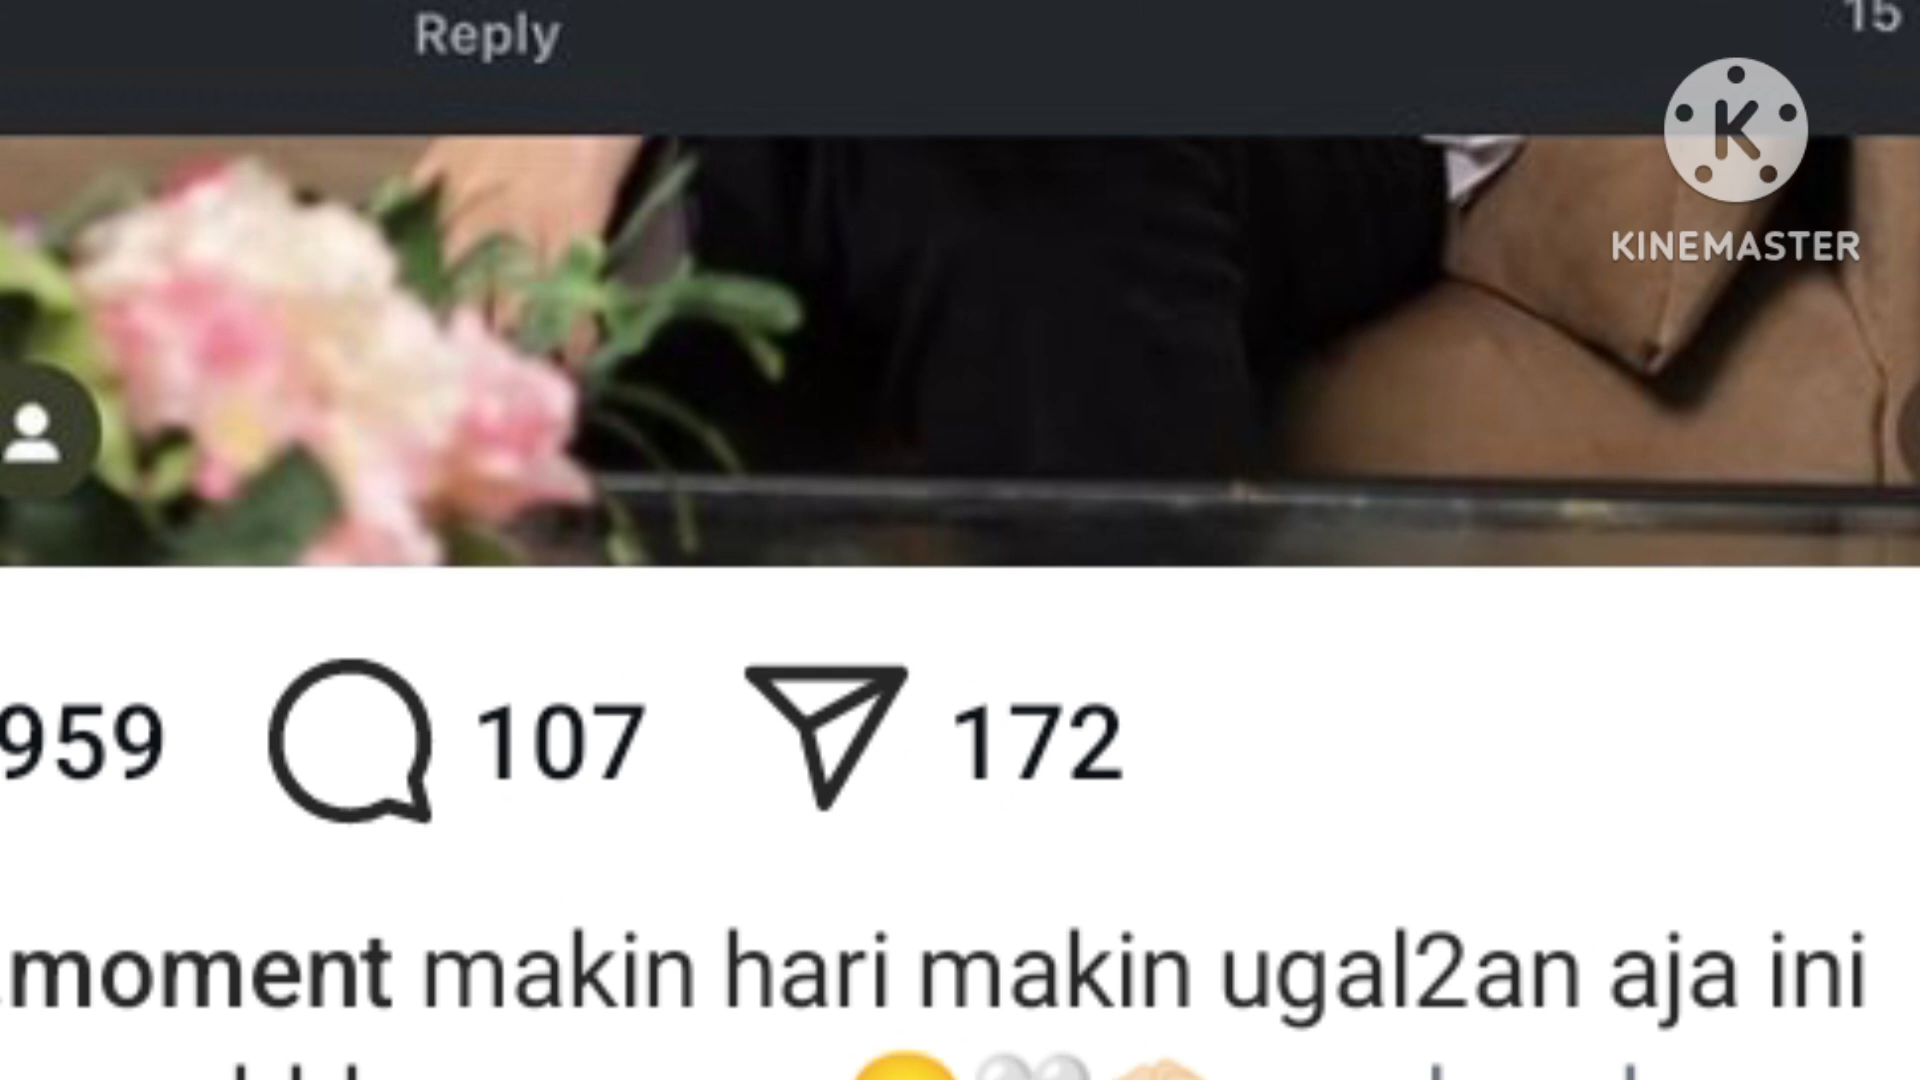 Reply
15
K
KINEMASTER
959
107
172
.moment makin hari makin ugal2an aja ini